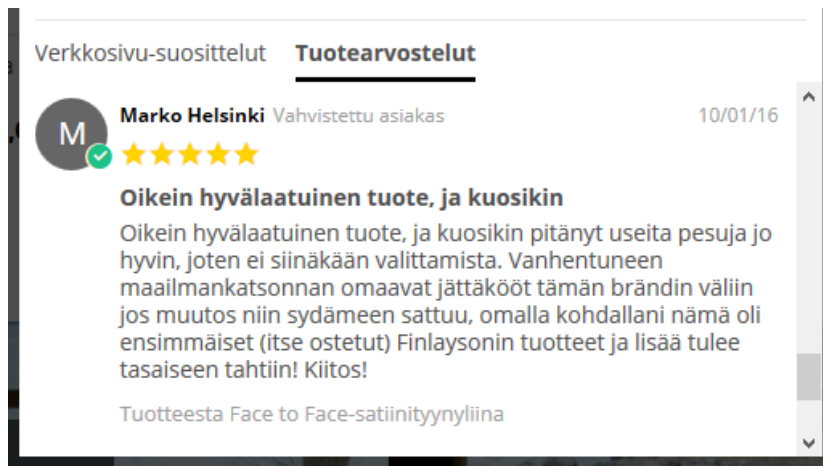 Verkkosivu-suosittelut Tuotearvostelut
M
Marko Helsinki Vahvistettu asiakas 10/01/16
Oikein hyvälaatuinen tuote, ja kuosikin
Oikein hyvälaatuinen tuote, ja kuosikin pitänyt useita pesuja jo
hyvin, joten ei siinäkään valittamista. Vanhentuneen
maailmankatsonnan omaavat jättäkööt tämän brändin väliin
jos muutos niin sydämeen sattuu, omalla kohdallani nämä oli
ensimmäiset (itse ostetut) Finlaysonin tuotteet ja lisää tulee
tasaiseen tahtiin! Kiitos!
Tuotteesta Face to Face-satiinityynyliina